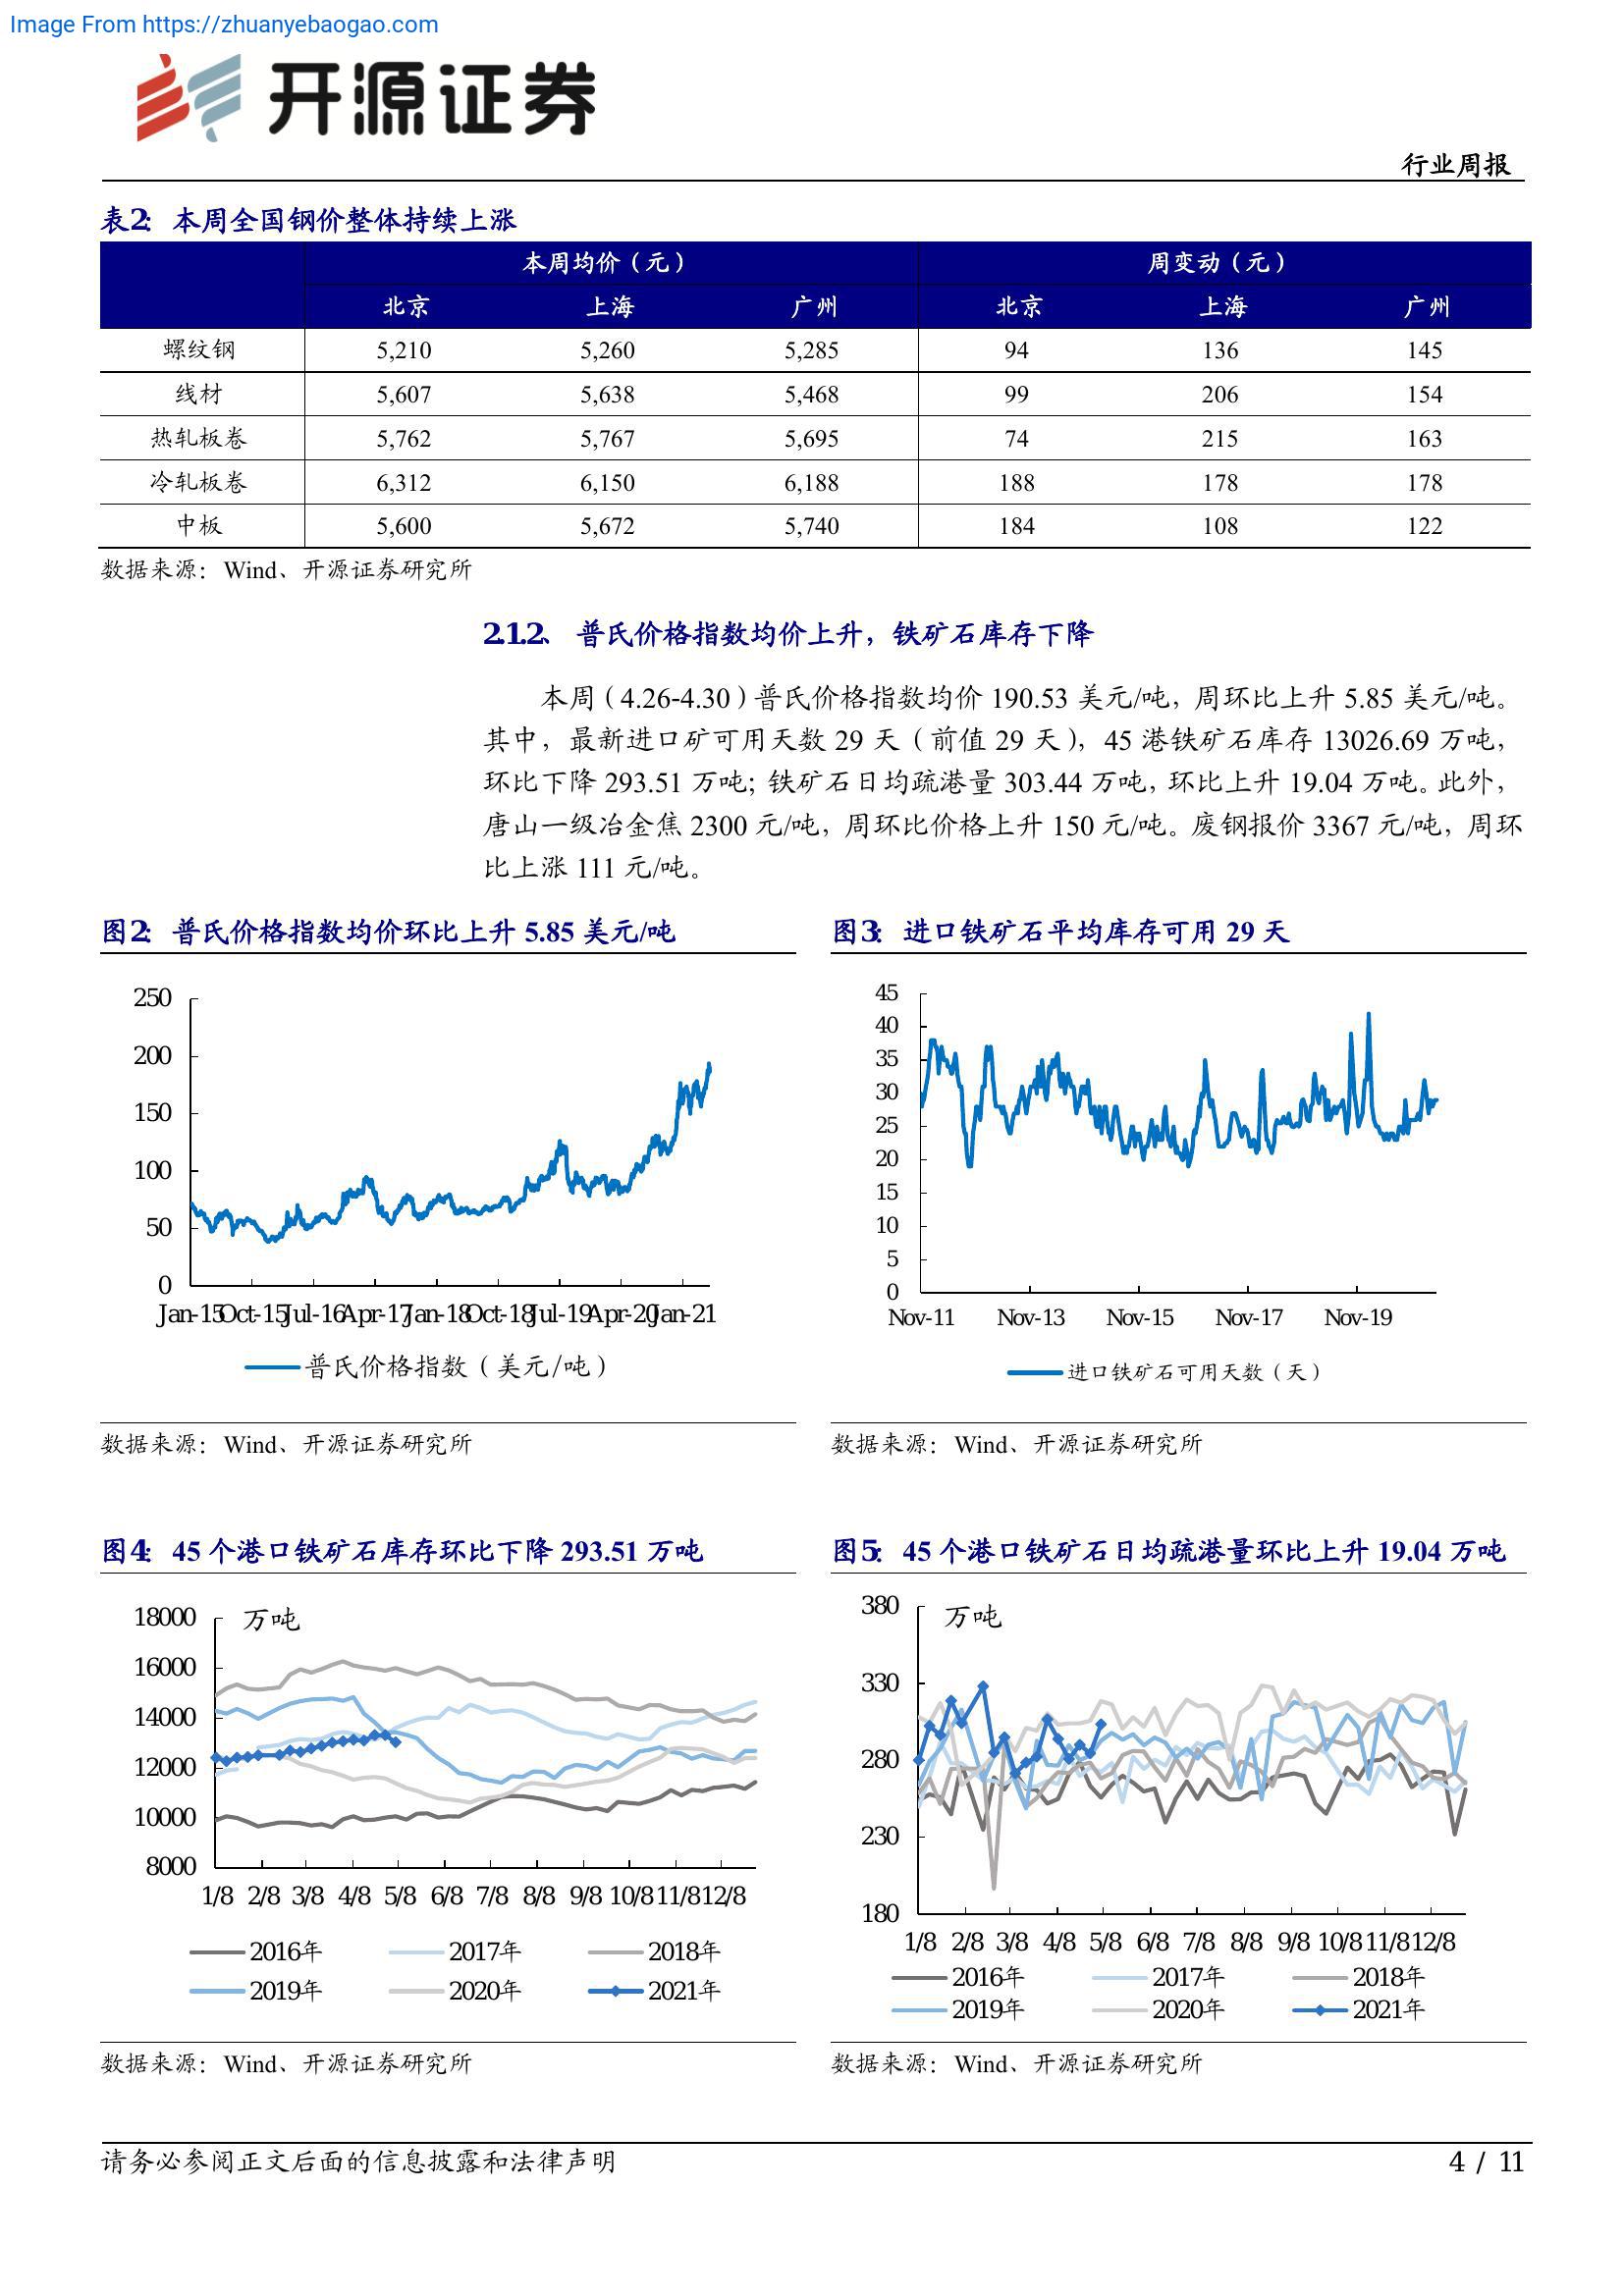 Image From https://zhuanyebaogao.com
开源证券
行业周报
表2: 本周全国钢价整体持续上涨
本周均价（元） 周变动（元）
北京 上海 广州 北京 上海 广州
螺纹钢 5,210 5,260 5,285 94 136 145
线材 5,607 5,638 5,468 99 206 154
热轧板卷 5,762 5,767 5,695 74 215 163
冷轧板卷 6,312 6,150 6,188 188 178 178
中板 5,600 5,672 5,740 184 108 122
数据来源：Wind、开源证券研究所
2.1.2、 普氏价格指数均价上升，铁矿石库存下降
本周（4.26-4.30）普氏价格指数均价 190.53 美元/吨，周环比上升 5.85 美元/吨。
其中，最新进口矿可用天数 29 天（前值 29 天），45 港铁矿石库存 13026.69 万吨，
环比下降 293.51 万吨；铁矿石日均疏港量 303.44 万吨，环比上升 19.04 万吨。此外，
唐山一级冶金焦 2300 元/吨，周环比价格上升 150 元/吨。废钢报价 3367 元/吨，周环
比上涨 111 元/吨。
图2: 普氏价格指数均价环比上升 5.85 美元/吨
250
200
150
100
50
0
Jan-15 Oct-15 Jul-16 Apr-17 Jan-18 Oct-18 Jul-19 Apr-20 Jan-21
普氏价格指数（美元/吨）
数据来源：Wind、开源证券研究所
图3: 进口铁矿石平均库存可用 29 天
45
40
35
30
25
20
15
10
5
0
Nov-11 Nov-13 Nov-15 Nov-17 Nov-19
进口铁矿石可用天数（天）
数据来源：Wind、开源证券研究所
图4: 45 个港口铁矿石库存环比下降 293.51 万吨
万吨
18000
16000
14000
12000
10000
8000
1/8 2/8 3/8 4/8 5/8 6/8 7/8 8/8 9/8 10/8 11/8 12/8
2016年 2017年 2018年
2019年 2020年 2021年
数据来源：Wind、开源证券研究所
图5: 45 个港口铁矿石日均疏港量环比上升 19.04 万吨
万吨
380
330
280
230
180
1/8 2/8 3/8 4/8 5/8 6/8 7/8 8/8 9/8 10/8 11/8 12/8
2016年 2017年 2018年
2019年 2020年 2021年
数据来源：Wind、开源证券研究所
请务必参阅正文后面的信息披露和法律声明
4 / 11